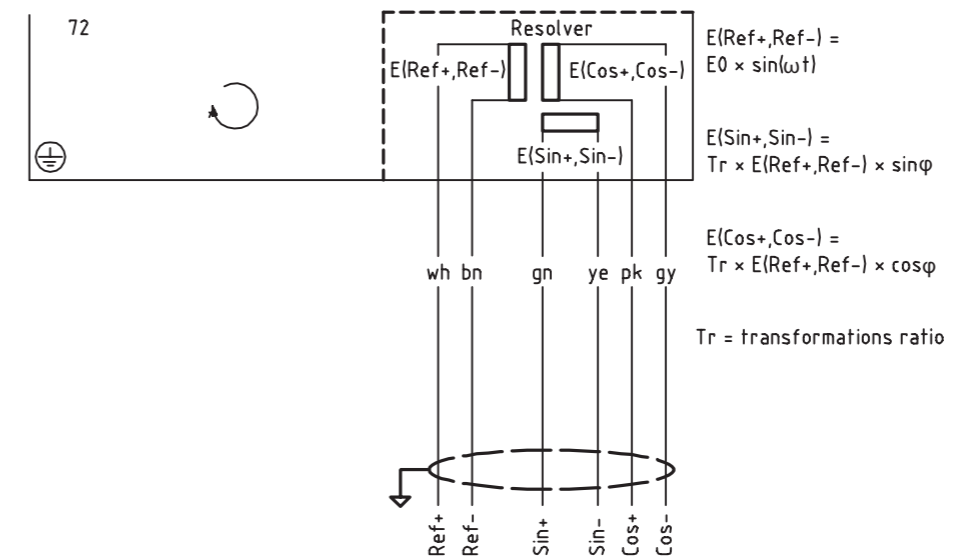 72
Resolver
E(Ref+,Ref-)
E(Cos+,Cos-)
E(Sin+,Sin-)
E(Ref+,Ref-) =
E0 × sin(ωt)
E(Sin+,Sin-) =
Tr × E(Ref+,Ref-) × sinφ
E(Cos+,Cos-) =
Tr × E(Ref+,Ref-) × cosφ
Tr = transformations ratio
wh bn gn ye pk gy
Ref+
Ref-
Sin+
Sin-
Cos+
Cos-